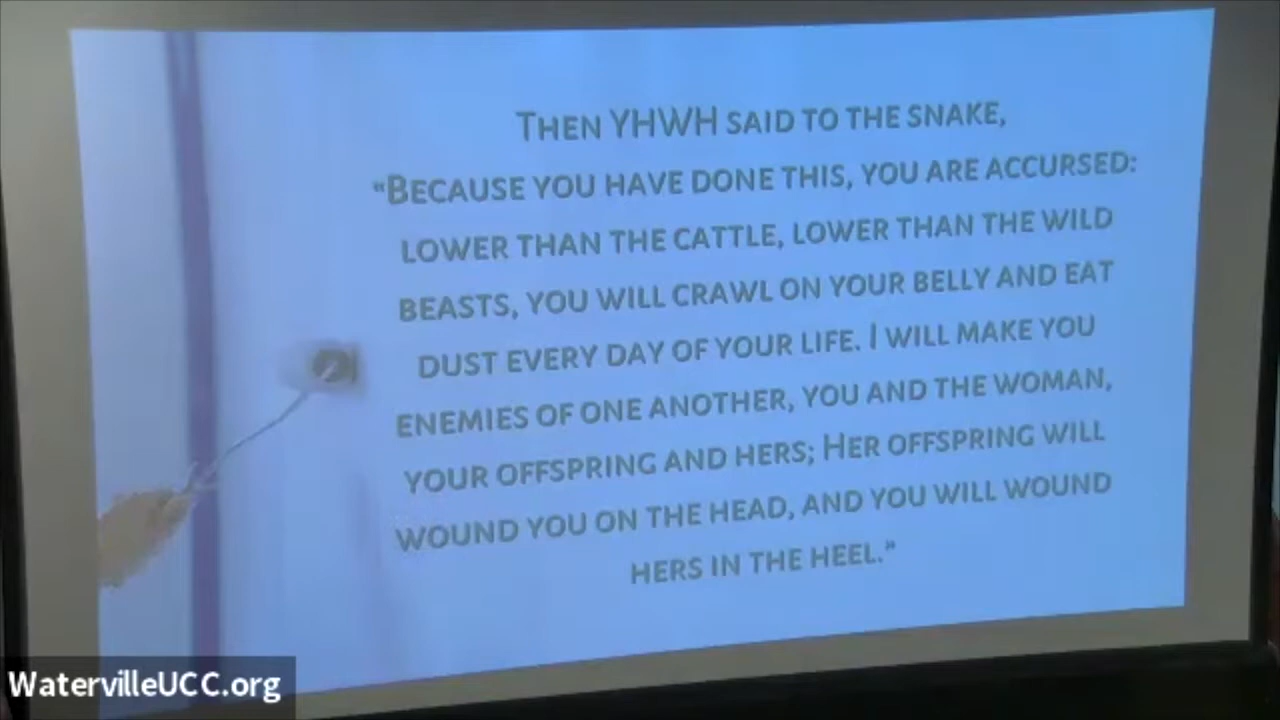 Then YHWH said to the snake,
“Because you have done this, you are accursed:
lower than the cattle, lower than the wild
beasts, you will crawl on your belly and eat
dust every day of your life. I will make you
enemies of one another, you and the woman,
your offspring and hers; Her offspring will
wound you on the head, and you will wound
hers in the heel.”
WatervilleUCC.org